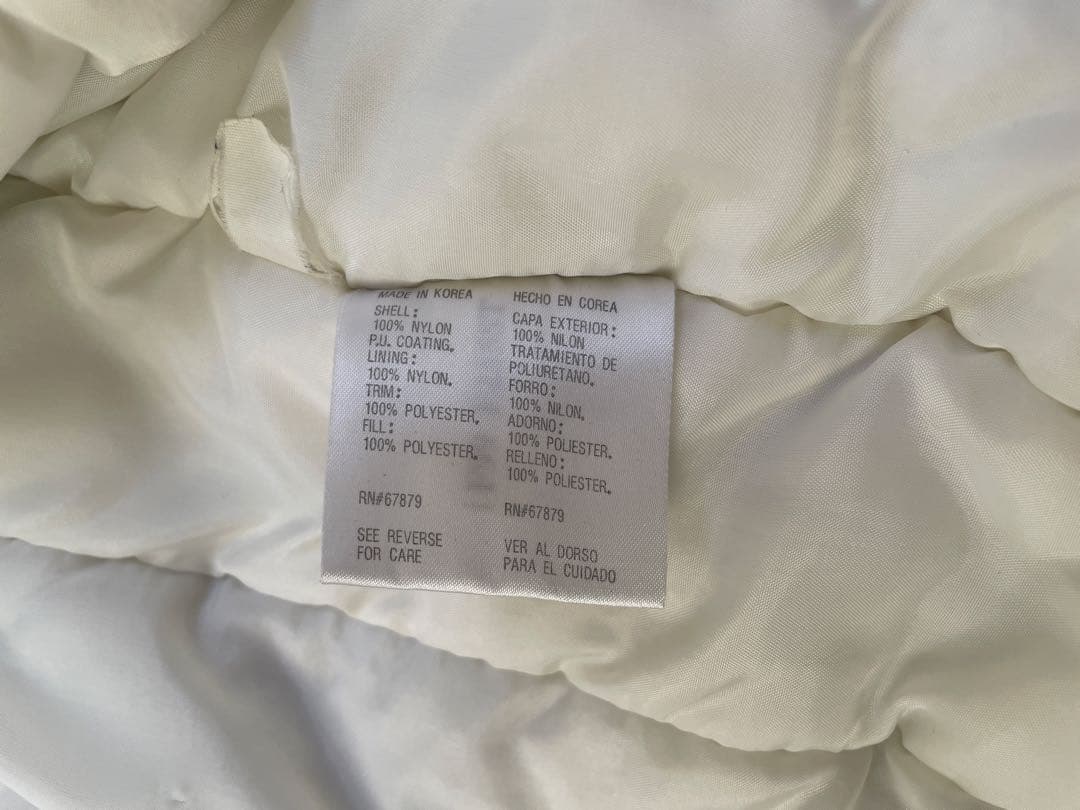 MADE IN KOREA
SHELL:
100% NYLON
P.U. COATING.
LINING:
100% NYLON.
TRIM:
100% POLYESTER.
FILL:
100% POLYESTER.
RN#67879
SEE REVERSE
FOR CARE
HECHO EN COREA
CAPA EXTERIOR:
100% NILON
TRATAMIENTO DE
POLIURETANO.
FORRO:
100% NILON.
ADORNO:
100% POLIESTER.
RELLENO:
100% POLIESTER.
RN#67879
VER AL DORSO
PARA EL CUIDADO